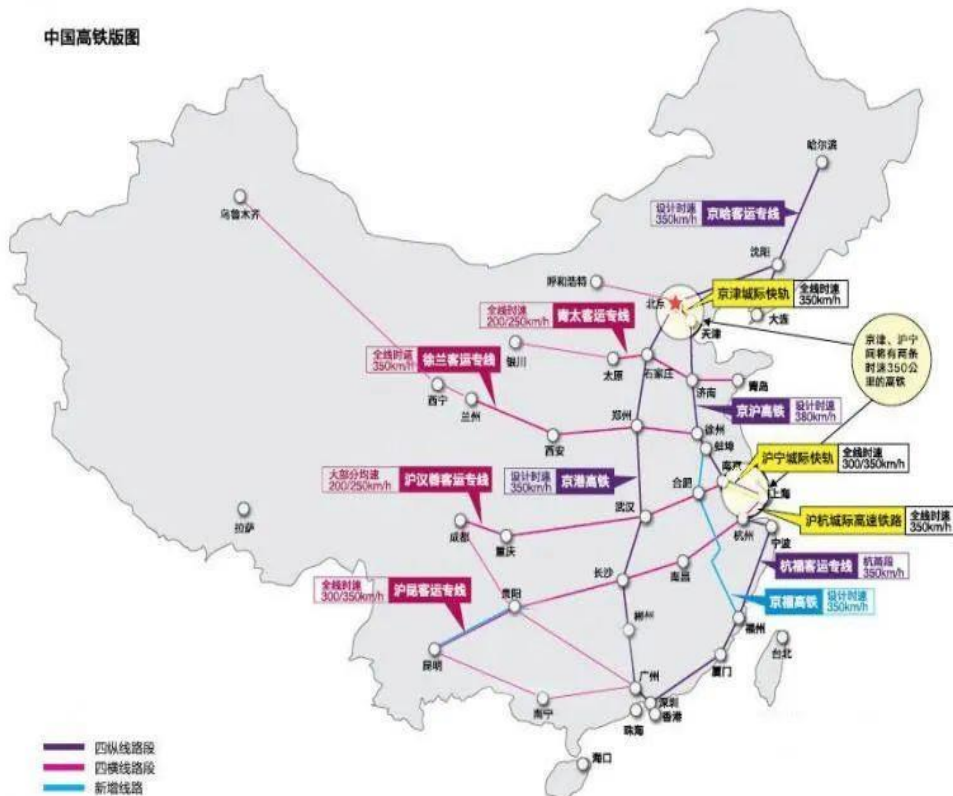 中国高铁版图
哈尔滨
乌鲁木齐
设计时速
350km/h
京哈客运专线
沈阳
呼和浩特
北京
京津城际快轨
全线时速
350km/h
大连
天津
全线时速
200/250km/h
青太客运专线
京津、沪宁
间将有两条
时速350公
里的高铁
银川
太原
石家庄
全线时速
350km/h
徐兰客运专线
济南
青岛
西宁
兰州
京沪高铁
设计时速
380km/h
郑州
徐州
西安
蚌埠
南京
沪宁城际快轨
全线时速
300/350km/h
大部分均速
200/250km/h
沪汉蓉客运专线
设计时速
350km/h
京港高铁
合肥
上海
拉萨
武汉
沪杭城际高速铁路
全线时速
350km/h
成都
重庆
杭州
宁波
南昌
杭福客运专线
杭甬段
350km/h
长沙
全线时速
300/350km/h
沪昆客运专线
贵阳
京福高铁
设计时速
350km/h
郴州
福州
昆明
台北
厦门
广州
深圳
南宁
珠海
香港
四纵线路段
海口
四横线路段
新增线路